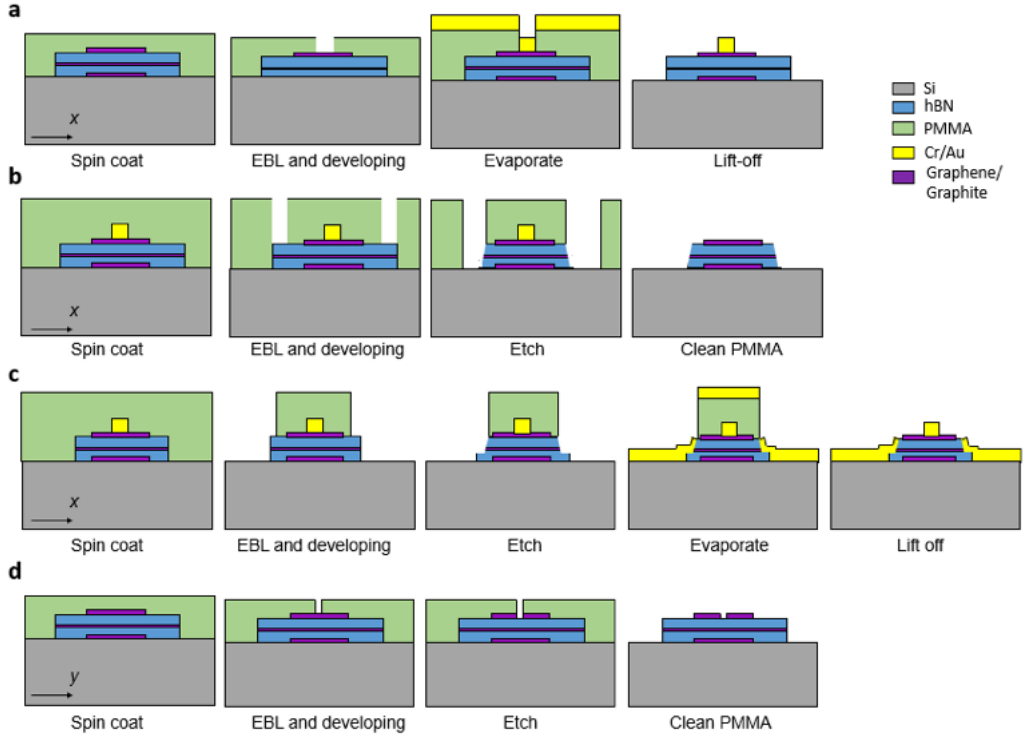 a
x
Spin coat
EBL and developing
Evaporate
Lift-off
Si
hBN
PMMA
Cr/Au
Graphene/
Graphite
b
x
Spin coat
EBL and developing
Etch
Clean PMMA
c
x
Spin coat
EBL and developing
Etch
Evaporate
Lift off
d
y
Spin coat
EBL and developing
Etch
Clean PMMA